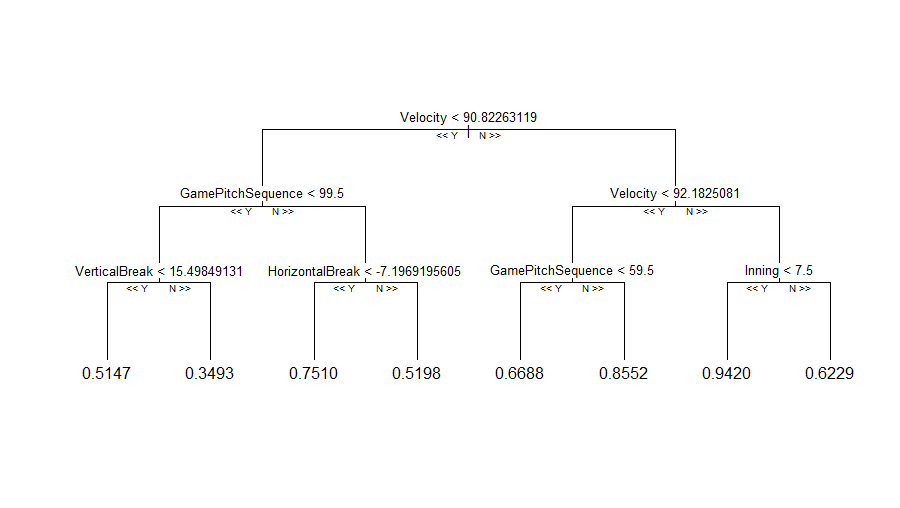 Velocity < 90.82263119
<< Y N >>
GamePitchSequence < 99.5
Velocity < 92.1825081
<< Y N >>
<< Y N >>
VerticalBreak < 15.49849131
HorizontalBreak < -7.1969195605
GamePitchSequence < 59.5
Inning < 7.5
<< Y N >>
<< Y N >>
<< Y N >>
<< Y N >>
0.5147
0.3493
0.7510
0.5198
0.6688
0.8552
0.9420
0.6229